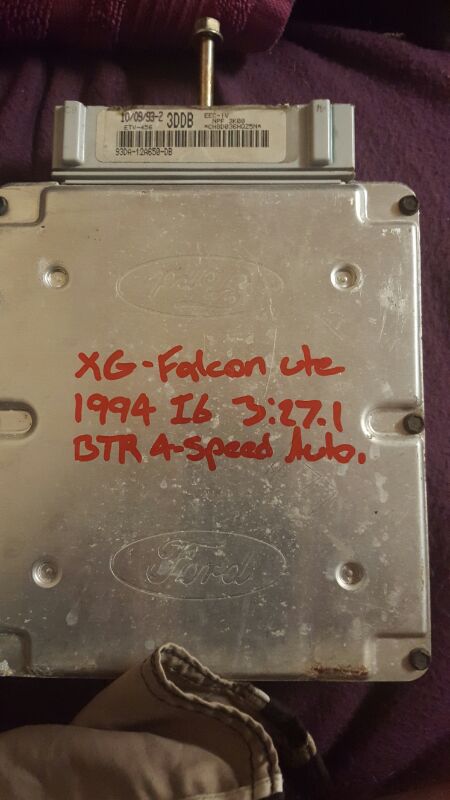 10/09/93-2 3DDB EEC-IV
ETV-456 NPF 3K00
*CHBD036HQZ5N*
93DA-12A650-DB
Ford
XG-Falcon ute
1994 I6 3:27.1
BTR 4-Speed Auto.
Ford